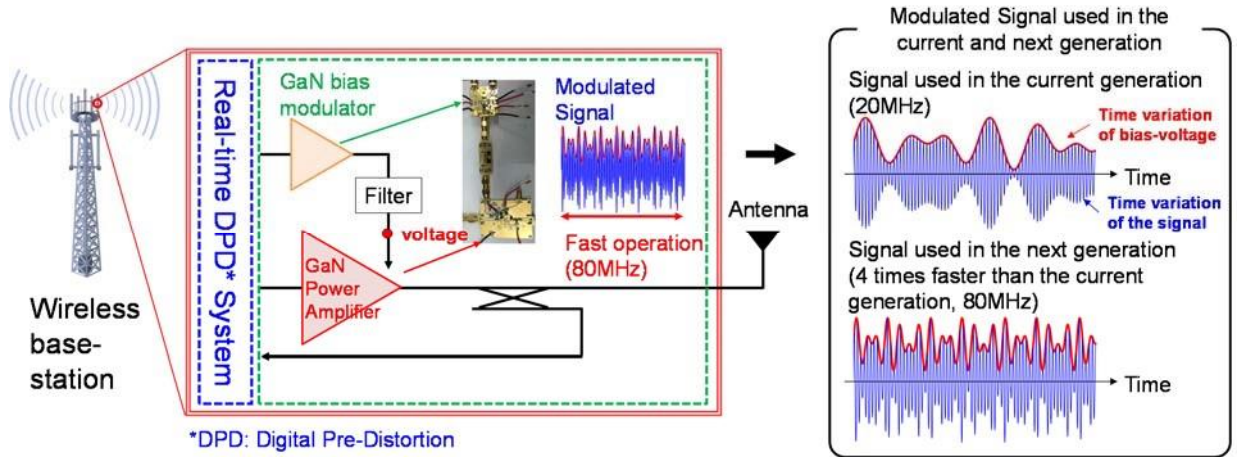 Wireless
base-
station
Real-time DPD* System
GaN bias
modulator
Filter
voltage
GaN
Power
Amplifier
Modulated
Signal
Fast operation
(80MHz)
Antenna
*DPD: Digital Pre-Distortion
Modulated Signal used in the
current and next generation
Signal used in the current generation
(20MHz)
Time variation
of bias-voltage
Time
Time variation
of the signal
Signal used in the next generation
(4 times faster than the current
generation, 80MHz)
Time